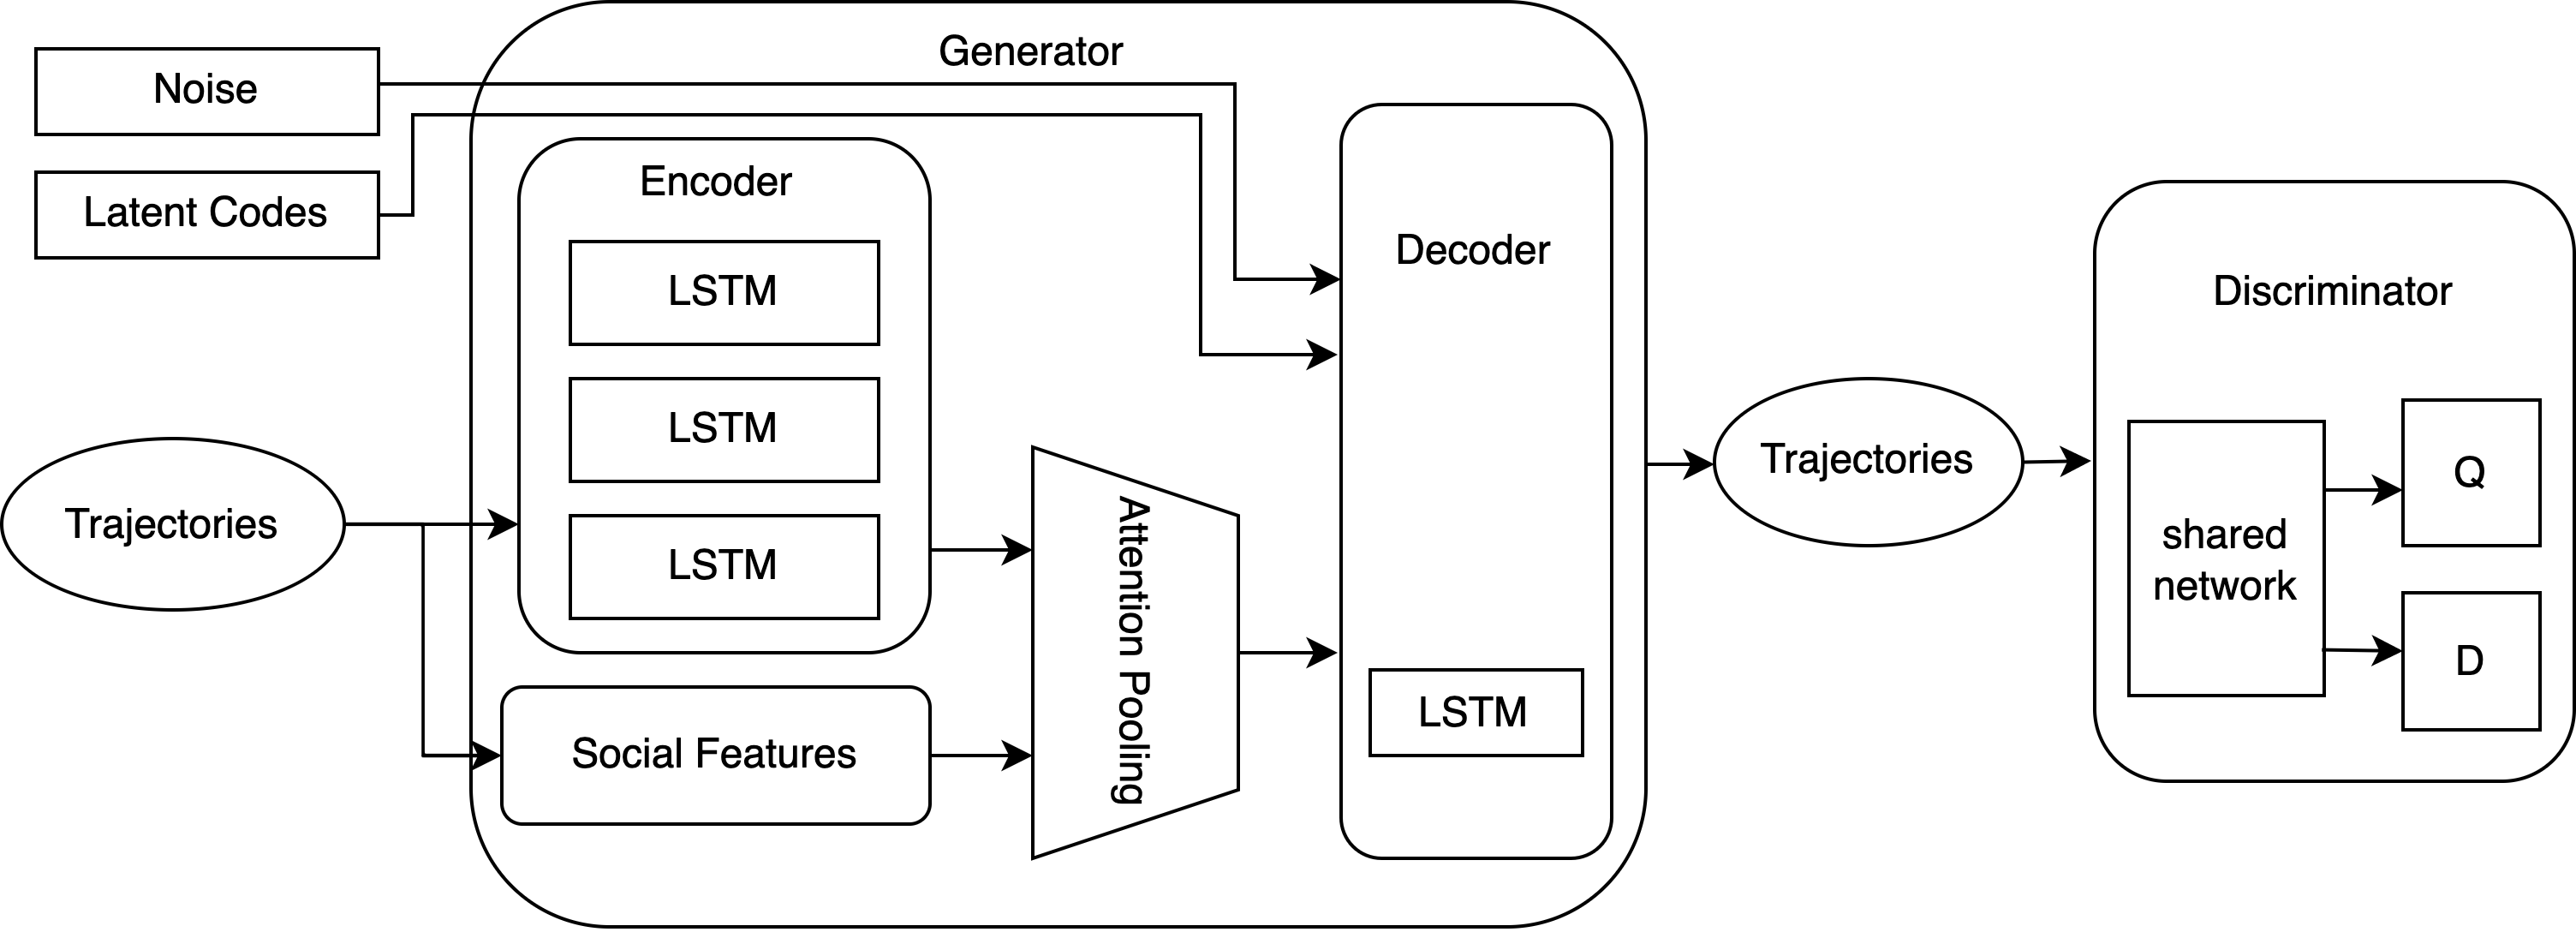 Generator
Noise
Latent Codes
Encoder
LSTM
LSTM
LSTM
Trajectories
Social Features
Attention Pooling
Decoder
LSTM
Trajectories
Discriminator
shared
network
Q
D